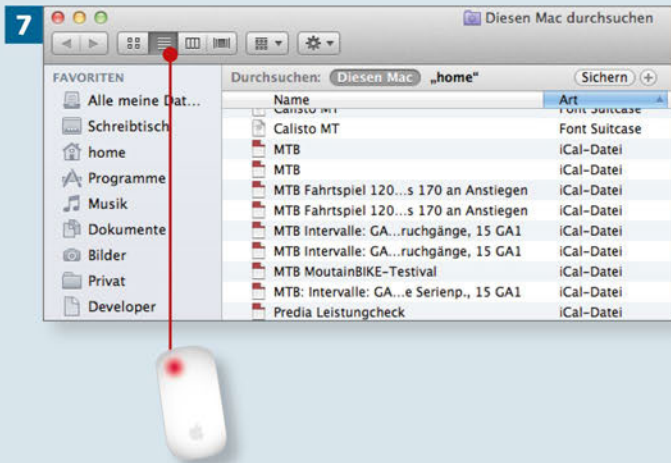 7
Diesen Mac durchsuchen
FAVORITEN
Alle meine Dat...
Schreibtisch
home
Programme
Musik
Dokumente
Bilder
Privat
Developer
Durchsuchen: Diesen Mac „home“ Sichern +
Name Art
Calisto MT Font Suitcase
Calisto MT Font Suitcase
MTB iCal-Datei
MTB iCal-Datei
MTB Fahrtspiel 120...s 170 an Anstiegen iCal-Datei
MTB Fahrtspiel 120...s 170 an Anstiegen iCal-Datei
MTB Intervalle: GA...ruchgänge, 15 GA1 iCal-Datei
MTB Intervalle: GA...ruchgänge, 15 GA1 iCal-Datei
MTB MoutainBIKE-Testival iCal-Datei
MTB: Intervalle: GA...e Serienp., 15 GA1 iCal-Datei
Predia Leistungcheck iCal-Datei